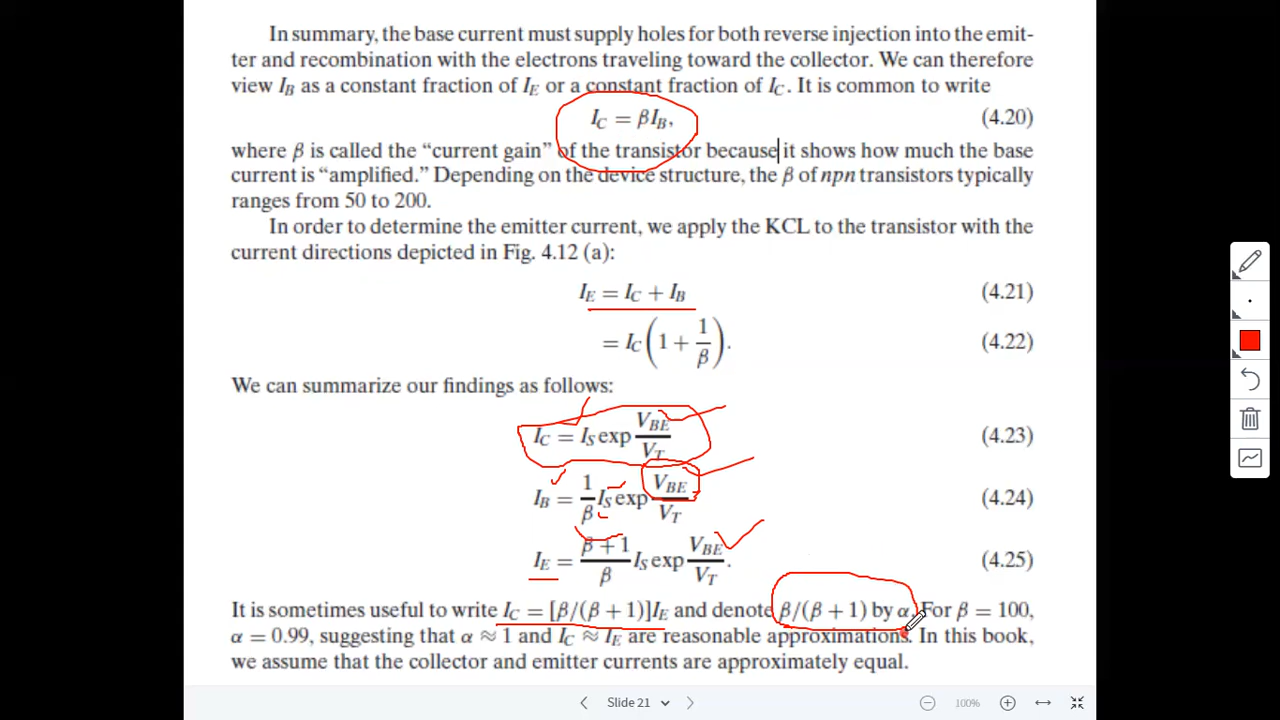 In summary, the base current must supply holes for both reverse injection into the emit-
ter and recombination with the electrons traveling toward the collector. We can therefore
view I_B as a constant fraction of I_E or a constant fraction of I_C. It is common to write
I_C = βI_B, (4.20)
where β is called the “current gain” of the transistor because it shows how much the base
current is “amplified.” Depending on the device structure, the β of npn transistors typically
ranges from 50 to 200.
In order to determine the emitter current, we apply the KCL to the transistor with the
current directions depicted in Fig. 4.12 (a):
I_E = I_C + I_B (4.21)
= I_C(1 + 1/β). (4.22)
We can summarize our findings as follows:
I_C = I_S exp V_BE/V_T (4.23)
I_B = 1/β I_S exp V_BE/V_T (4.24)
I_E = β + 1/β I_S exp V_BE/V_T. (4.25)
It is sometimes useful to write I_C = [β/(β + 1)]I_E and denote β/(β + 1) by α. For β = 100,
α = 0.99, suggesting that α ≈ 1 and I_C ≈ I_E are reasonable approximations. In this book,
we assume that the collector and emitter currents are approximately equal.
Slide 21
100%